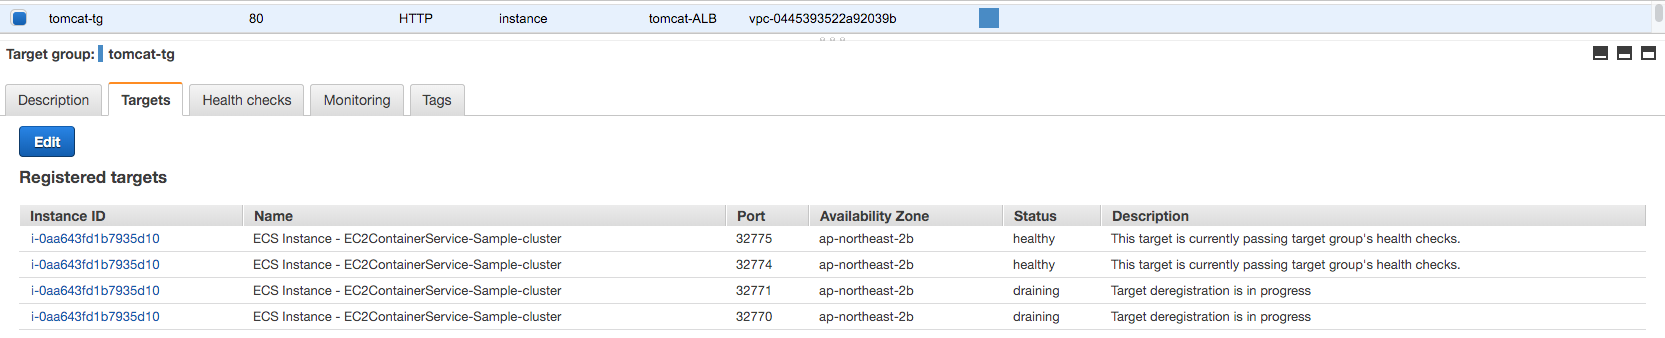 tomcat-tg 80 HTTP instance tomcat-ALB vpc-0445393522a92039b
Target group: tomcat-tg
Description Targets Health checks Monitoring Tags
Edit
Registered targets
Instance ID Name Port Availability Zone Status Description
i-0aa643fd1b7935d10 ECS Instance - EC2ContainerService-Sample-cluster 32775 ap-northeast-2b healthy This target is currently passing target group's health checks.
i-0aa643fd1b7935d10 ECS Instance - EC2ContainerService-Sample-cluster 32774 ap-northeast-2b healthy This target is currently passing target group's health checks.
i-0aa643fd1b7935d10 ECS Instance - EC2ContainerService-Sample-cluster 32771 ap-northeast-2b draining Target deregistration is in progress
i-0aa643fd1b7935d10 ECS Instance - EC2ContainerService-Sample-cluster 32770 ap-northeast-2b draining Target deregistration is in progress